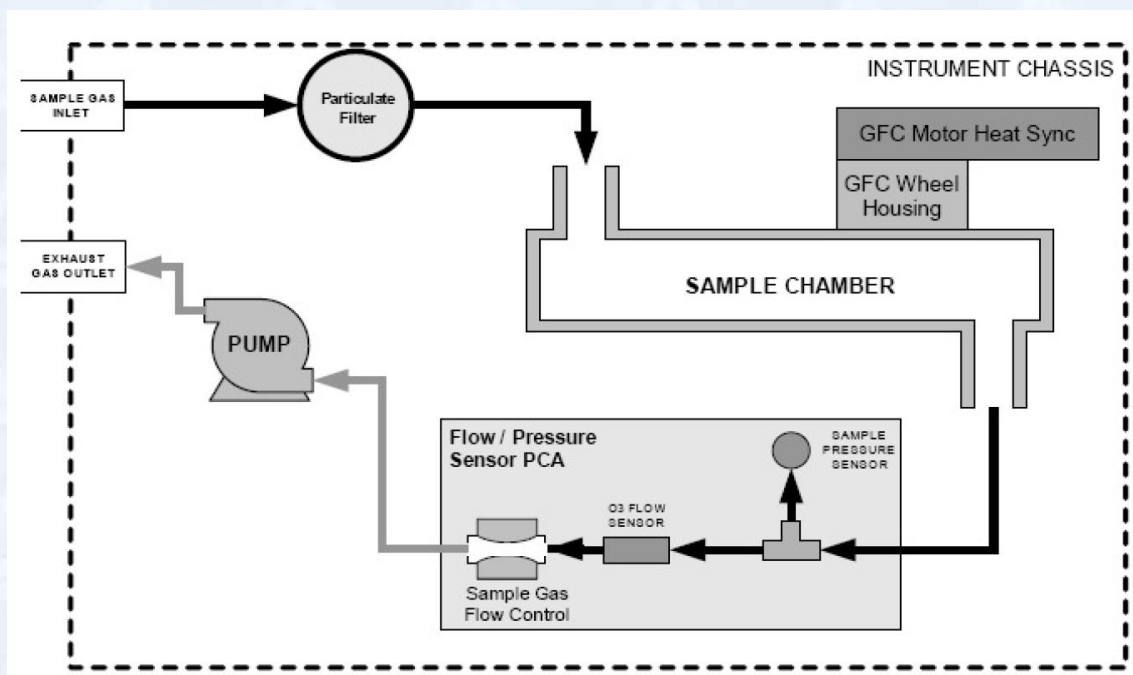 INSTRUMENT CHASSIS
SAMPLE GAS
INLET
Particulate
Filter
GFC Motor Heat Sync
GFC Wheel
Housing
EXHAUST
GAS OUTLET
SAMPLE CHAMBER
PUMP
Flow / Pressure
Sensor PCA
SAMPLE
PRESSURE
SENSOR
O3 FLOW
SENSOR
Sample Gas
Flow Control